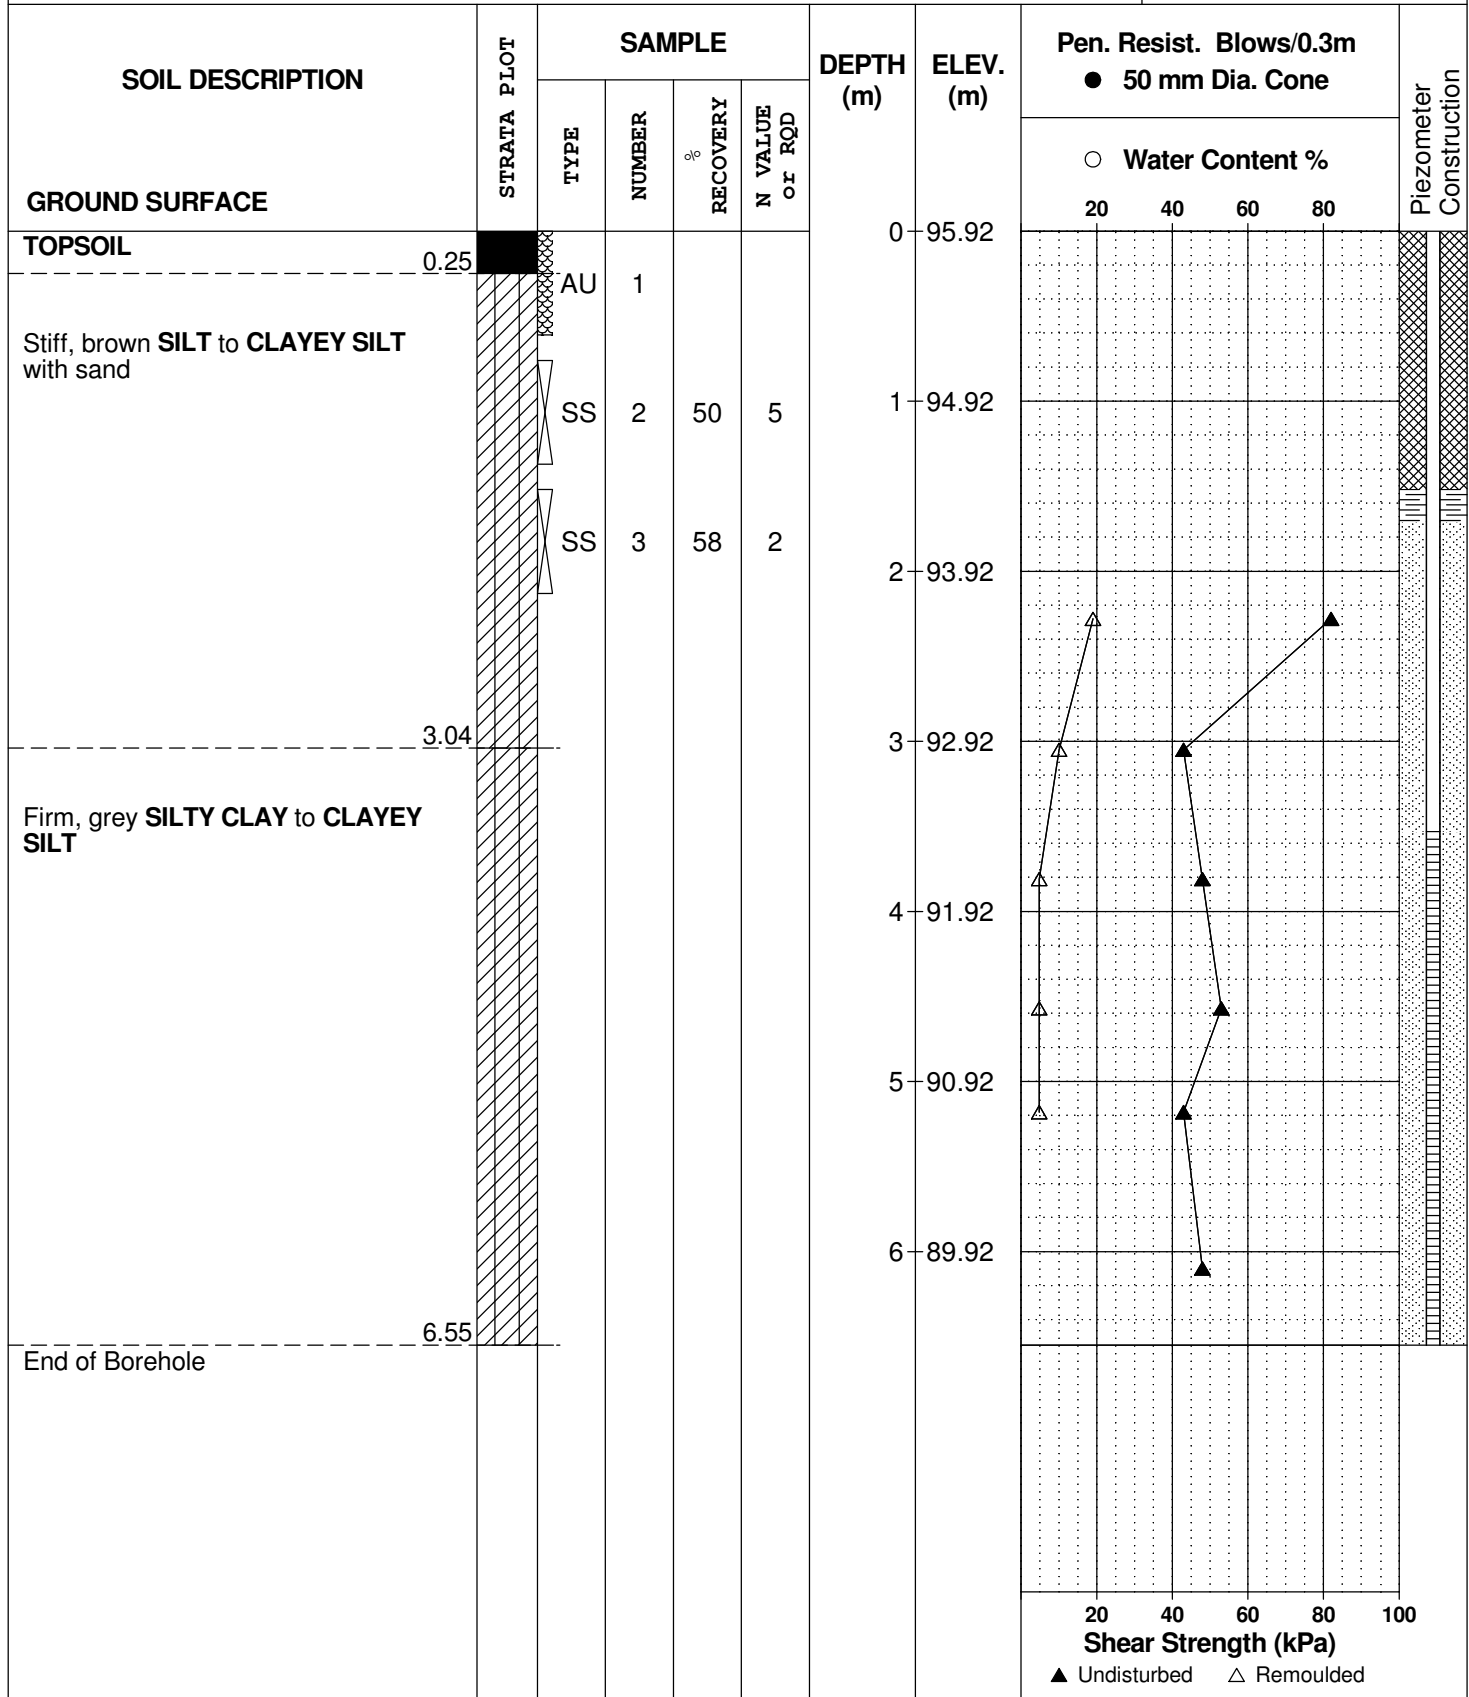 SOIL DESCRIPTION
GROUND SURFACE
STRATA PLOT
SAMPLE
TYPE
NUMBER
% RECOVERY
N VALUE or RQD
DEPTH (m)
ELEV. (m)
Pen. Resist. Blows/0.3m
● 50 mm Dia. Cone
○ Water Content %
20 40 60 80
Piezometer Construction
TOPSOIL
0.25
0 95.92
AU 1
Stiff, brown SILT to CLAYEY SILT
with sand
1 94.92
SS 2 50 5
SS 3 58 2
2 93.92
3.04
3 92.92
Firm, grey SILTY CLAY to CLAYEY
SILT
4 91.92
5 90.92
6 89.92
6.55
End of Borehole
20 40 60 80 100
Shear Strength (kPa)
▲ Undisturbed △ Remoulded